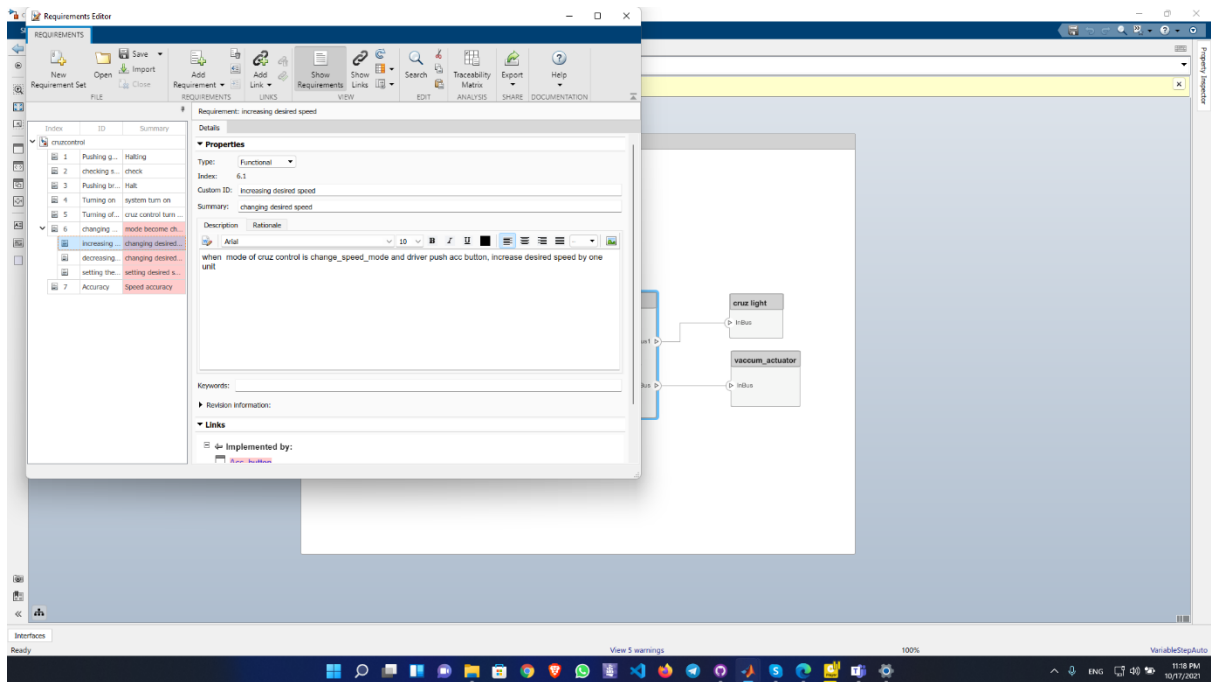 Requirements Editor
REQUIREMENTS
New Requirement Set
Open
Save
Import
Close
FILE
Add Requirement
REQUIREMENTS
Add Link
LINKS
Show Requirements
Show Links
VIEW
Search
EDIT
Traceability Matrix
ANALYSIS
Export
SHARE
Help
DOCUMENTATION
Index ID Summary
cruzcontrol
1 Pushing g... Halting
2 checking s... check
3 Pushing br... Halt
4 Turning on system turn on
5 Turning of... cruz control turn ...
6 changing ... mode become ch...
increasing ... changing desired...
decreasing... changing desired...
setting the... setting desired s...
7 Accuracy Speed accuracy
Requirement: increasing desired speed
Details
Properties
Type: Functional
Index: 6.1
Custom ID: increasing desired speed
Summary: changing desired speed
Description Rationale
Arial 10 B I U
when mode of cruz control is change_speed_mode and driver push acc button, increase desired speed by one
unit
Keywords:
Revision information:
Links
Implemented by:
Acc_button
Property Inspector
cruz light
InBus
vaccum_actuator
InBus
Interfaces
Ready
View 5 warnings
100%
VariableStepAuto
ENG
11:18 PM
10/17/2021